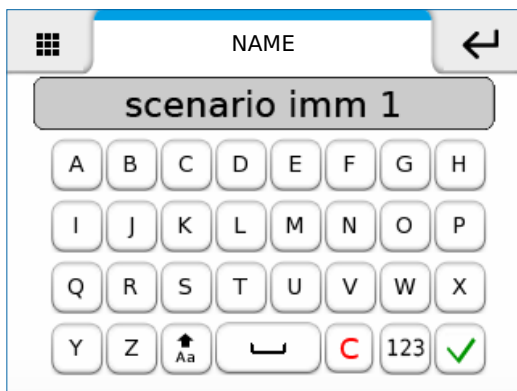 NAME
scenario imm 1
A B C D E F G H
I J K L M N O P
Q R S T U V W X
Y Z Aa C 123